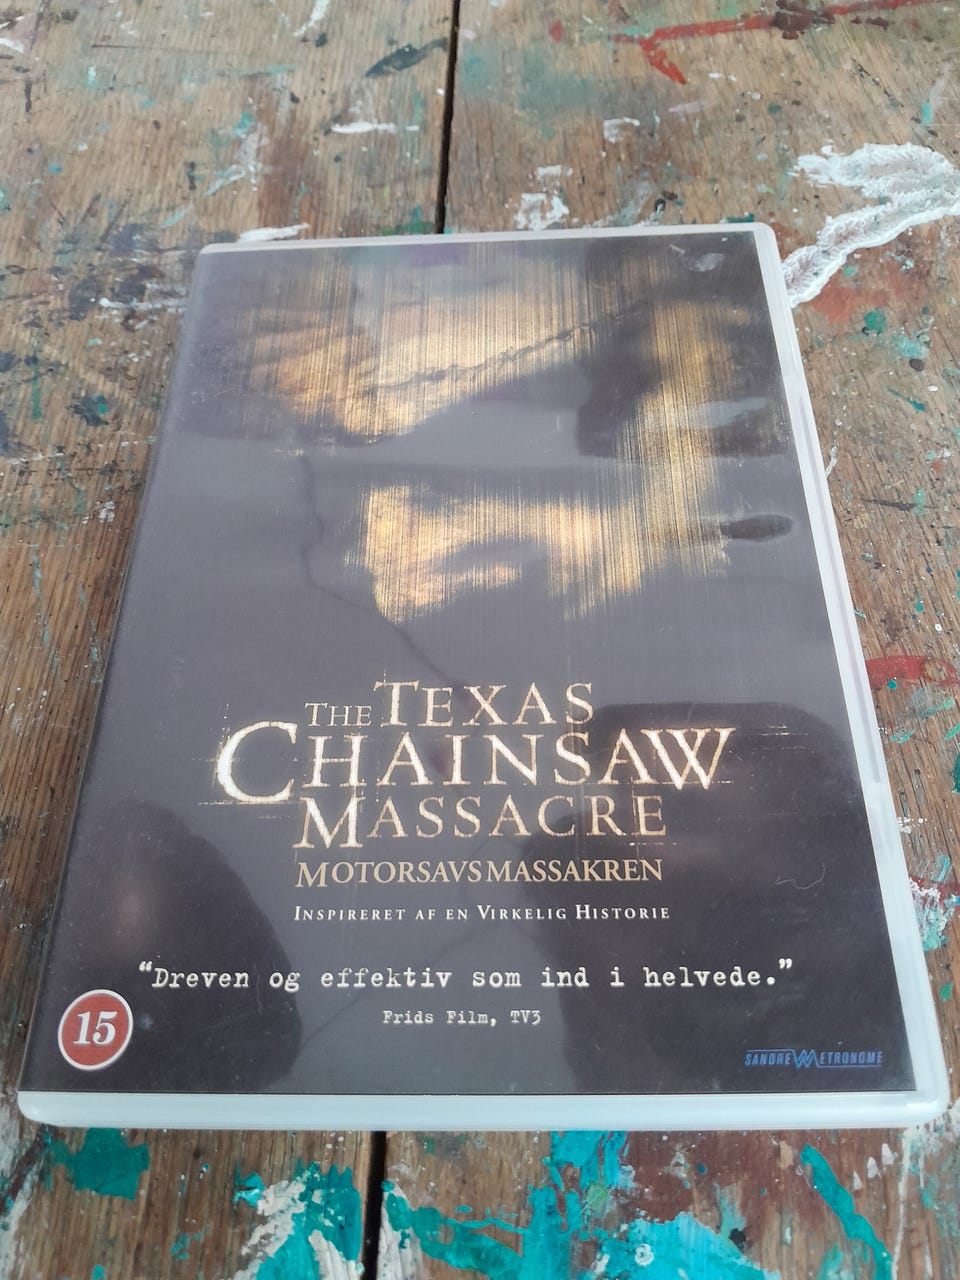 THE TEXAS
CHAINSAW
MASSACRE
MOTORSAVSMASSAKREN
INSPIRERET AF EN VIRKELIG HISTORIE
“Dreven og effektiv som ind i helvede.”
Frids Film, TV3
15
SANDREW METRONOME